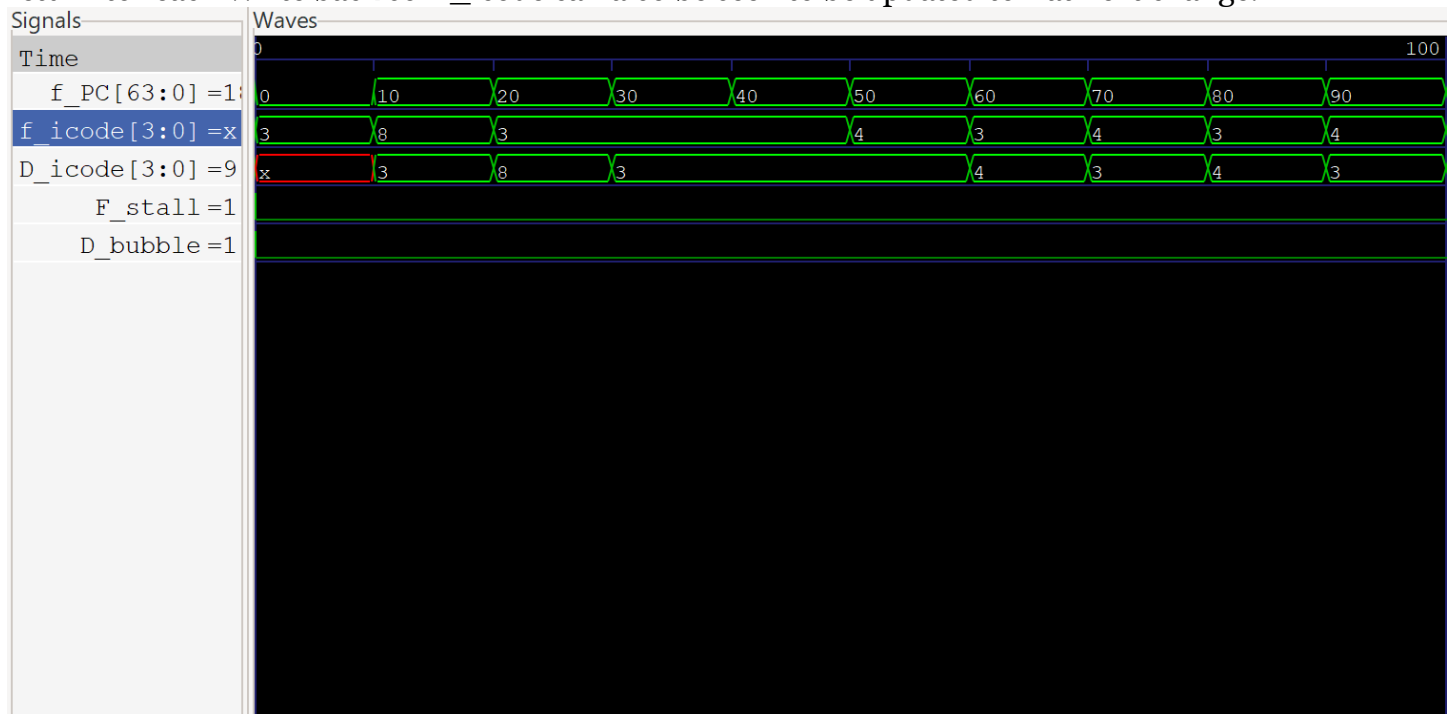 Signals
Waves
Time
0 100
f_PC[63:0] =18
0 10 20 30 40 50 60 70 80 90
f_icode[3:0] =x
3 8 3 4 3 4 3 4
D_icode[3:0] =9
x 3 8 3 4 3 4 3
F_stall =1
D_bubble =1